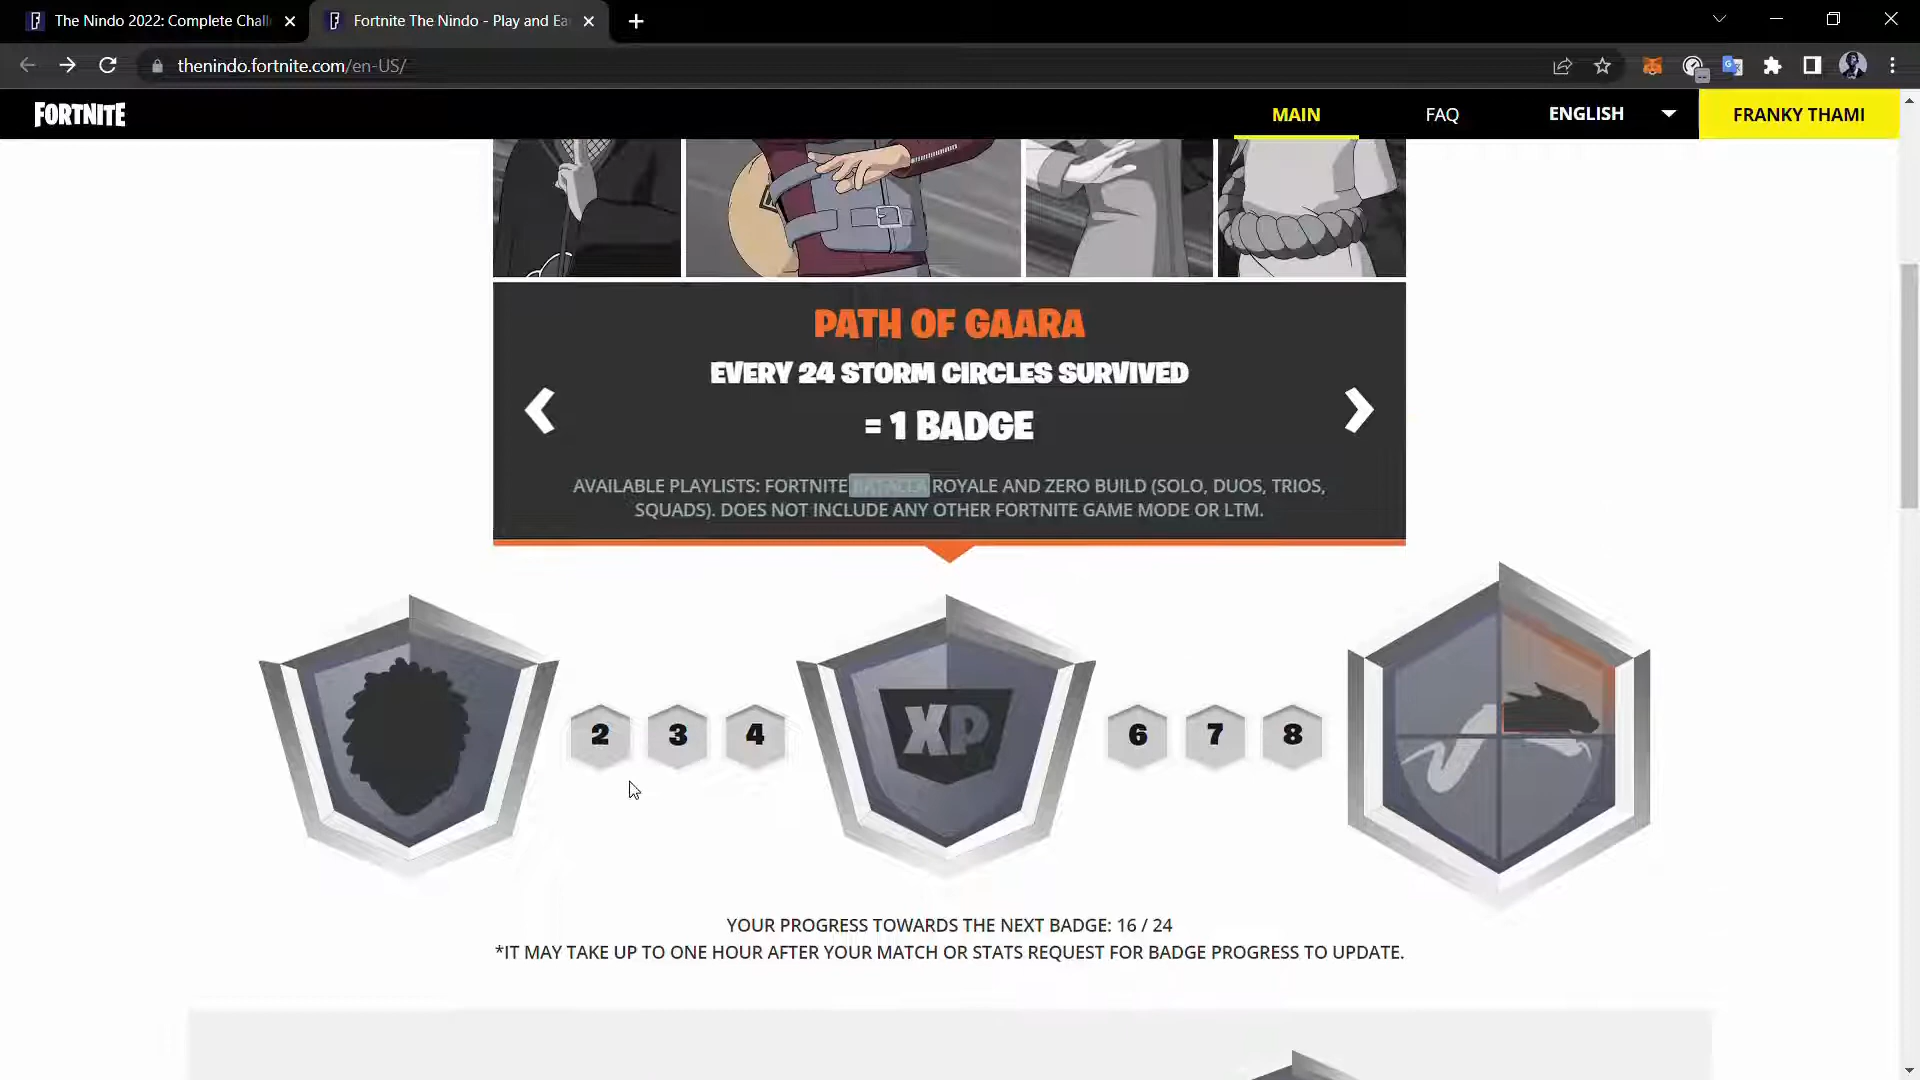 The Nindo 2022: Complete Chall
Fortnite The Nindo - Play and Ea
thenindo.fortnite.com/en-US/
FORTNITE
MAIN
FAQ
ENGLISH
FRANKY THAMI
PATH OF GAARA
EVERY 24 STORM CIRCLES SURVIVED
= 1 BADGE
AVAILABLE PLAYLISTS: FORTNITE ROYALE AND ZERO BUILD (SOLO, DUOS, TRIOS,
SQUADS). DOES NOT INCLUDE ANY OTHER FORTNITE GAME MODE OR LTM.
2 3 4 XP 6 7 8
YOUR PROGRESS TOWARDS THE NEXT BADGE: 16 / 24
*IT MAY TAKE UP TO ONE HOUR AFTER YOUR MATCH OR STATS REQUEST FOR BADGE PROGRESS TO UPDATE.